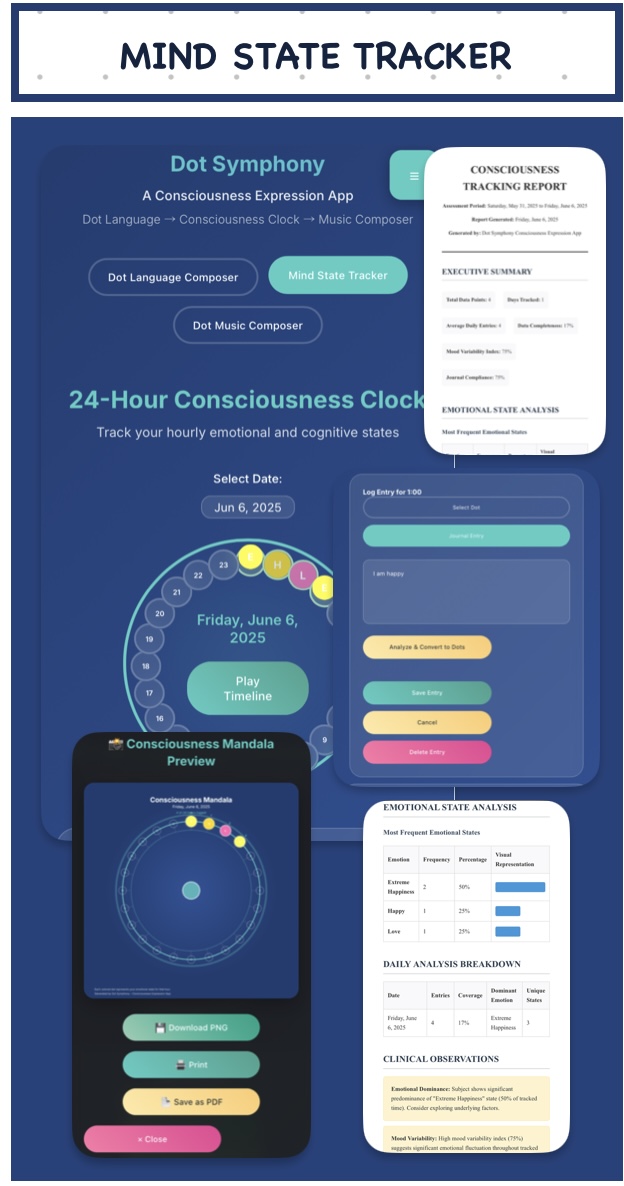 MIND STATE TRACKER
Dot Symphony
A Consciousness Expression App
Dot Language → Consciousness Clock → Music Composer
Dot Language Composer
Mind State Tracker
Dot Music Composer
24-Hour Consciousness Clock
Track your hourly emotional and cognitive states
Select Date:
Jun 6, 2025
23
E
H
L
E
22
21
20
19
18
17
16
9
Friday, June 6,
2025
Play
Timeline
CONSCIOUSNESS
TRACKING REPORT
Assessment Period: Saturday, May 31, 2025 to Friday, June 6, 2025
Report Generated: Friday, June 6, 2025
Generated by: Dot Symphony Consciousness Expression App
EXECUTIVE SUMMARY
Total Data Points: 4
Days Tracked: 1
Average Daily Entries: 4
Data Completeness: 17%
Mood Variability Index: 75%
Journal Compliance: 75%
EMOTIONAL STATE ANALYSIS
Most Frequent Emotional States
Visual
Log Entry for 1:00
Select Dot
Journal Entry
I am happy
Analyze & Convert to Dots
Save Entry
Cancel
Delete Entry
📸 Consciousness Mandala
Preview
Consciousness Mandala
Friday, June 6, 2025
💾 Download PNG
🖨️ Print
📄 Save as PDF
× Close
EMOTIONAL STATE ANALYSIS
Most Frequent Emotional States
Emotion Frequency Percentage Visual Representation
Extreme Happiness 2 50%
Happy 1 25%
Love 1 25%
DAILY ANALYSIS BREAKDOWN
Date Entries Coverage Dominant Emotion Unique States
Friday, June 6, 2025 4 17% Extreme Happiness 3
CLINICAL OBSERVATIONS
Emotional Dominance: Subject shows significant
predominance of "Extreme Happiness" state (50% of tracked
time). Consider exploring underlying factors.
Mood Variability: High mood variability index (75%)
suggests significant emotional fluctuation throughout tracked